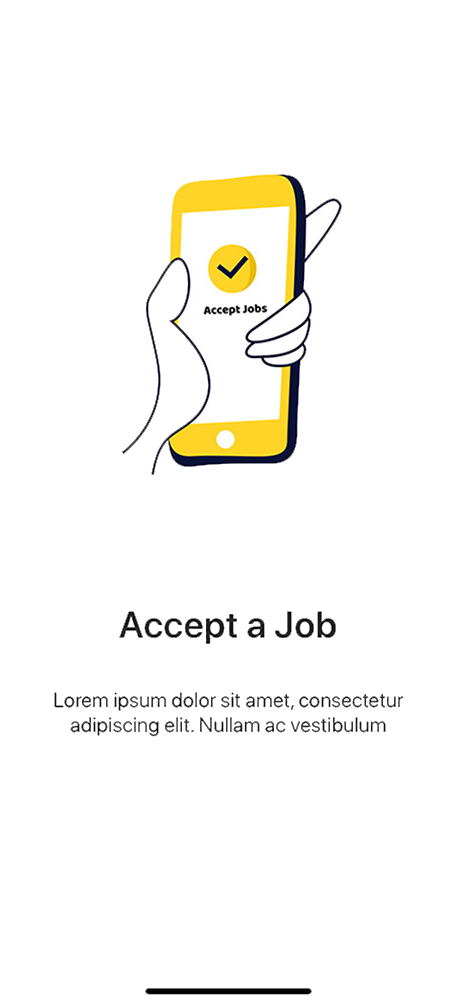 Accept Jobs
Accept a Job
Lorem ipsum dolor sit amet, consectetur
adipiscing elit. Nullam ac vestibulum